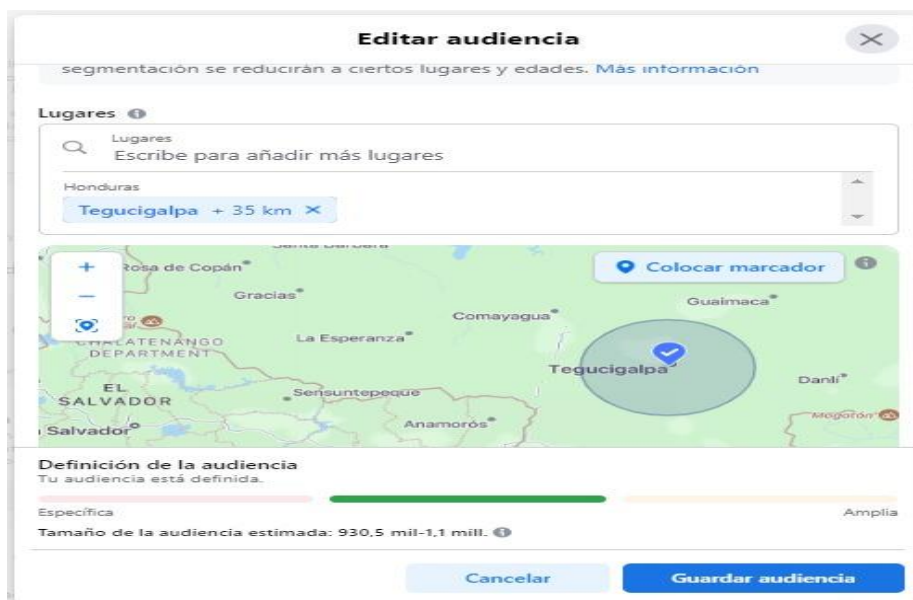 Editar audiencia
segmentación se reducirán a ciertos lugares y edades. Más información
Lugares
Lugares
Escribe para añadir más lugares
Honduras
Tegucigalpa + 35 km ×
Santa Bárbara
+
Rosa de Copán
Colocar marcador
−
Gracias
Guaimaca
Comayagua
La Esperanza
CHALATENANGO
DEPARTMENT
Tegucigalpa
Danlí
EL
SALVADOR
Sensuntepeque
Mogotón
Anamorós
Salvador
Definición de la audiencia
Tu audiencia está definida.
Específica
Amplia
Tamaño de la audiencia estimada: 930,5 mil-1,1 mill.
Cancelar
Guardar audiencia